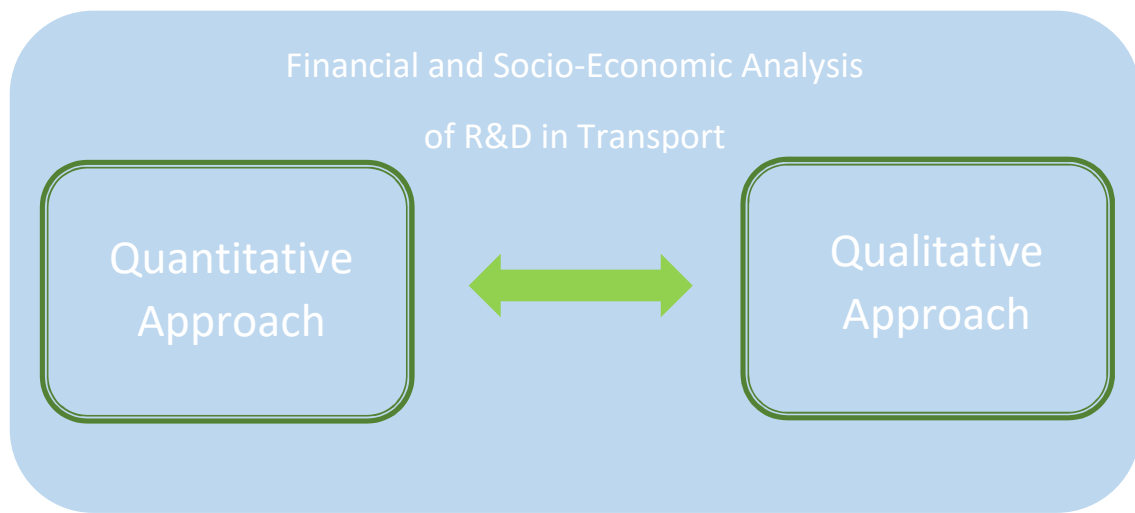 Financial and Socio-Economic Analysis
of R&D in Transport
Quantitative
Approach
Qualitative
Approach